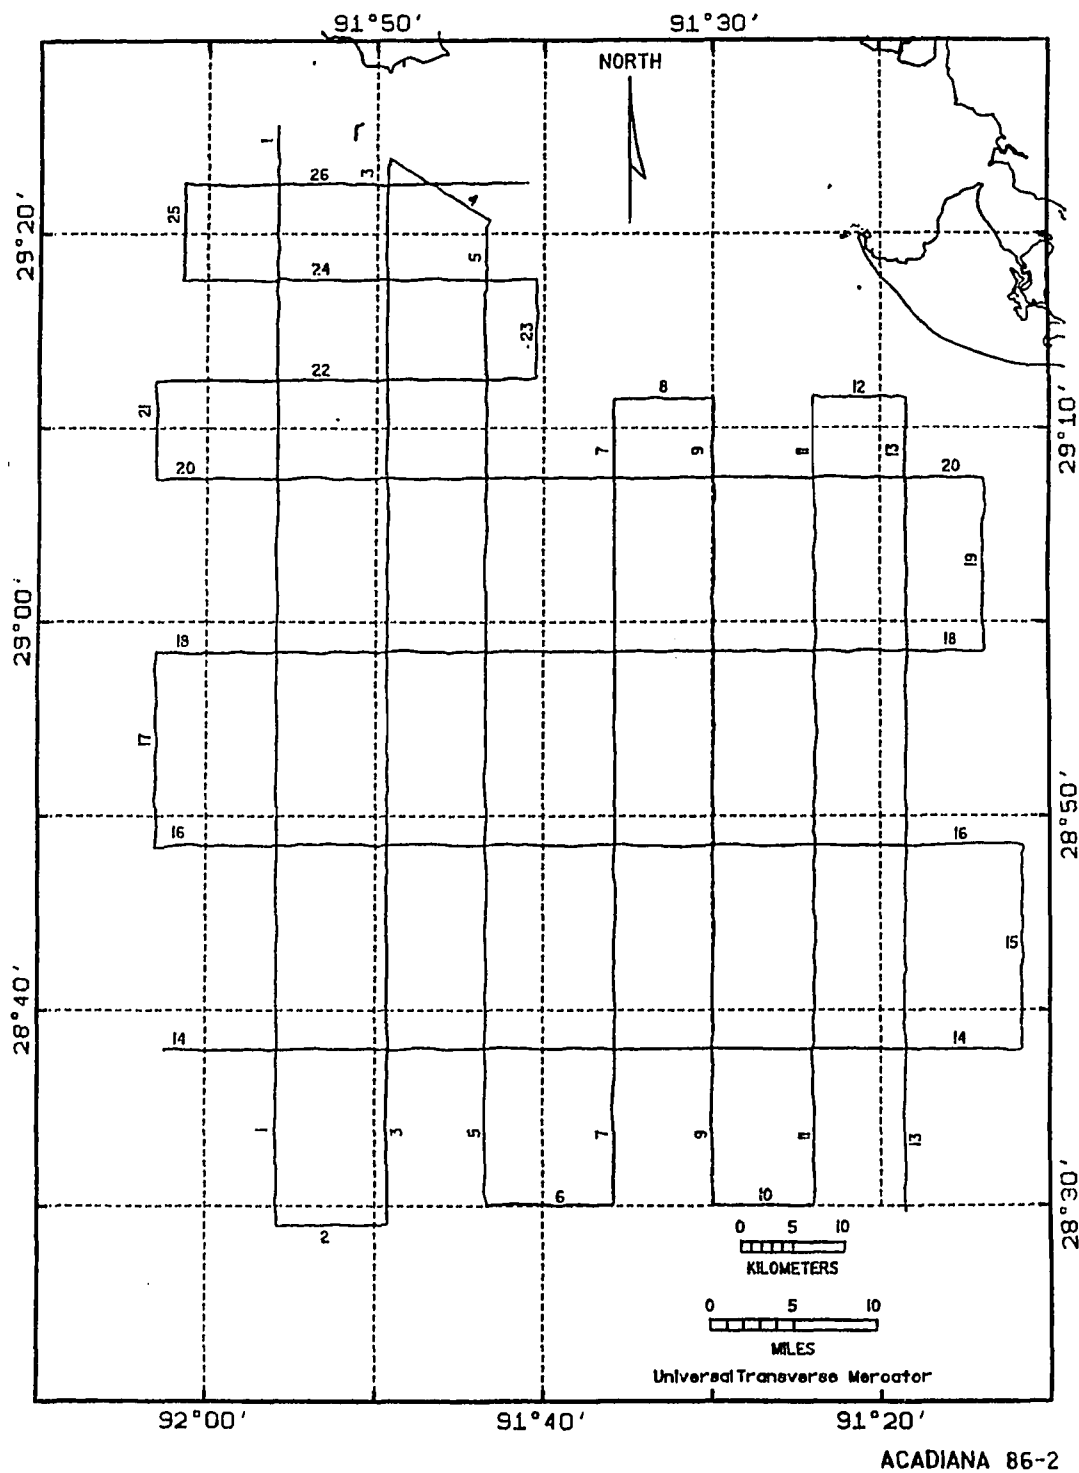 91°50' 91°30'
NORTH
1
3
26
4
25
29°20'
5
24
23
22
12
8
21
29°10'
7 9 11 13
20 20
19
29°00'
18 18
17
28°50'
16 16
15
28°40'
14 14
1 3 5 7 9 11 13
6 10
28°30'
2
0 5 10
KILOMETERS
0 5 10
MILES
Universal Transverse Mercator
92°00' 91°40' 91°20'
ACADIANA 86-2